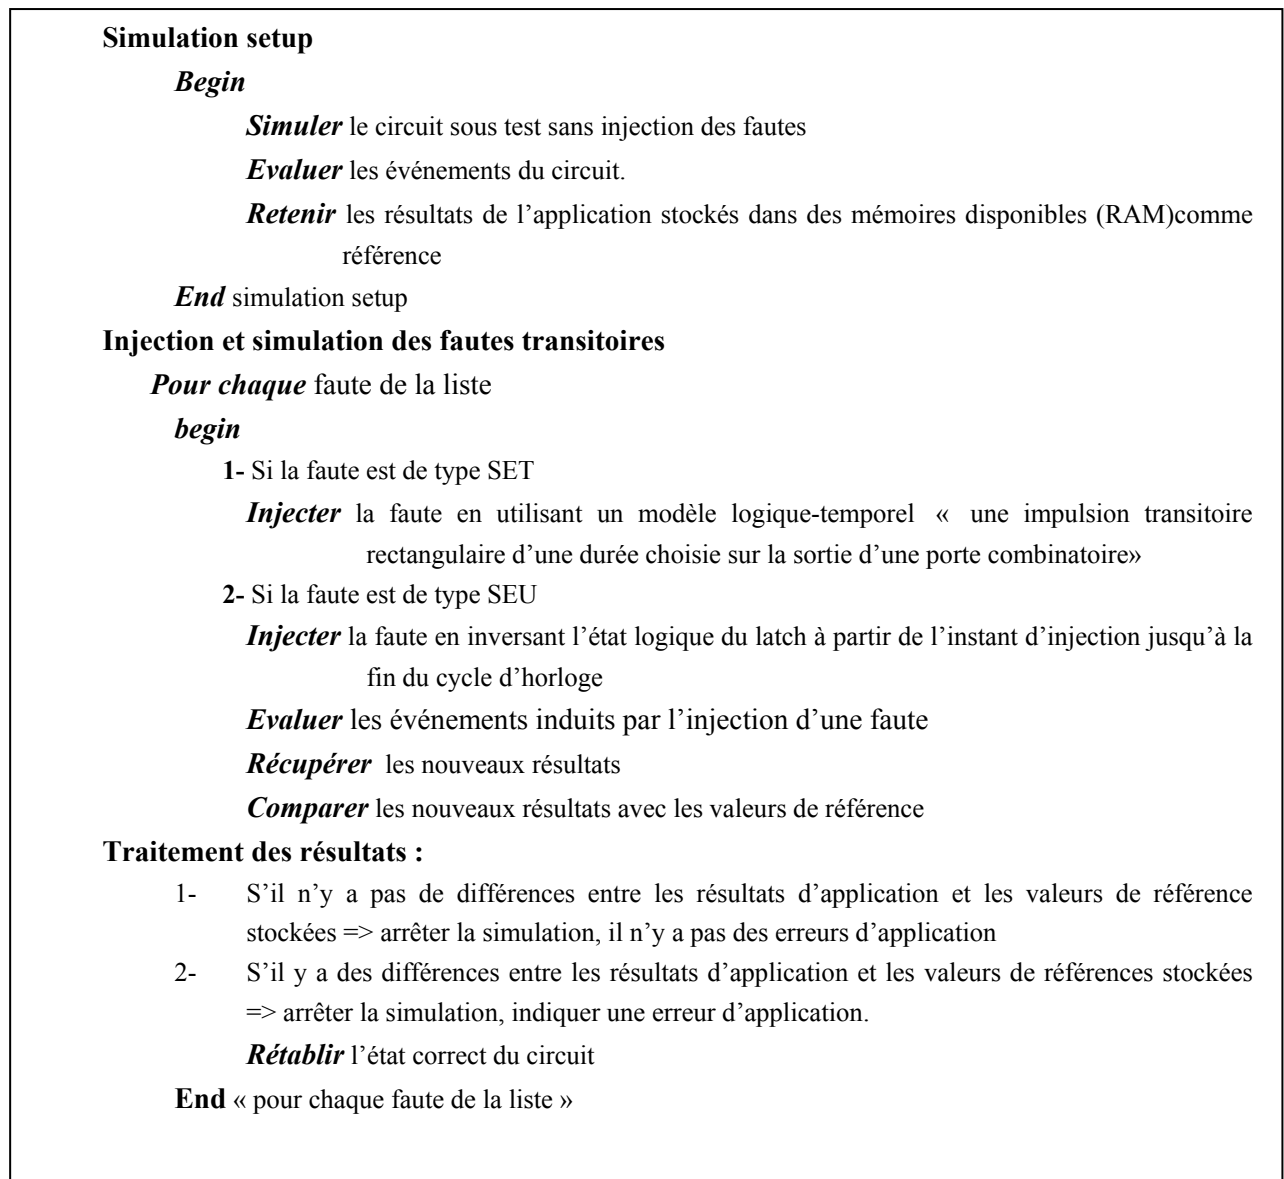 Simulation setup
Begin
Simuler le circuit sous test sans injection des fautes
Evaluer les événements du circuit.
Retenir les résultats de l’application stockés dans des mémoires disponibles (RAM)comme
référence
End simulation setup
Injection et simulation des fautes transitoires
Pour chaque faute de la liste
begin
1- Si la faute est de type SET
Injecter la faute en utilisant un modèle logique-temporel « une impulsion transitoire
rectangulaire d’une durée choisie sur la sortie d’une porte combinatoire»
2- Si la faute est de type SEU
Injecter la faute en inversant l’état logique du latch à partir de l’instant d’injection jusqu’à la
fin du cycle d’horloge
Evaluer les événements induits par l’injection d’une faute
Récupérer les nouveaux résultats
Comparer les nouveaux résultats avec les valeurs de référence
Traitement des résultats :
1- S’il n’y a pas de différences entre les résultats d’application et les valeurs de référence
stockées => arrêter la simulation, il n’y a pas des erreurs d’application
2- S’il y a des différences entre les résultats d’application et les valeurs de références stockées
=> arrêter la simulation, indiquer une erreur d’application.
Rétablir l’état correct du circuit
End « pour chaque faute de la liste »